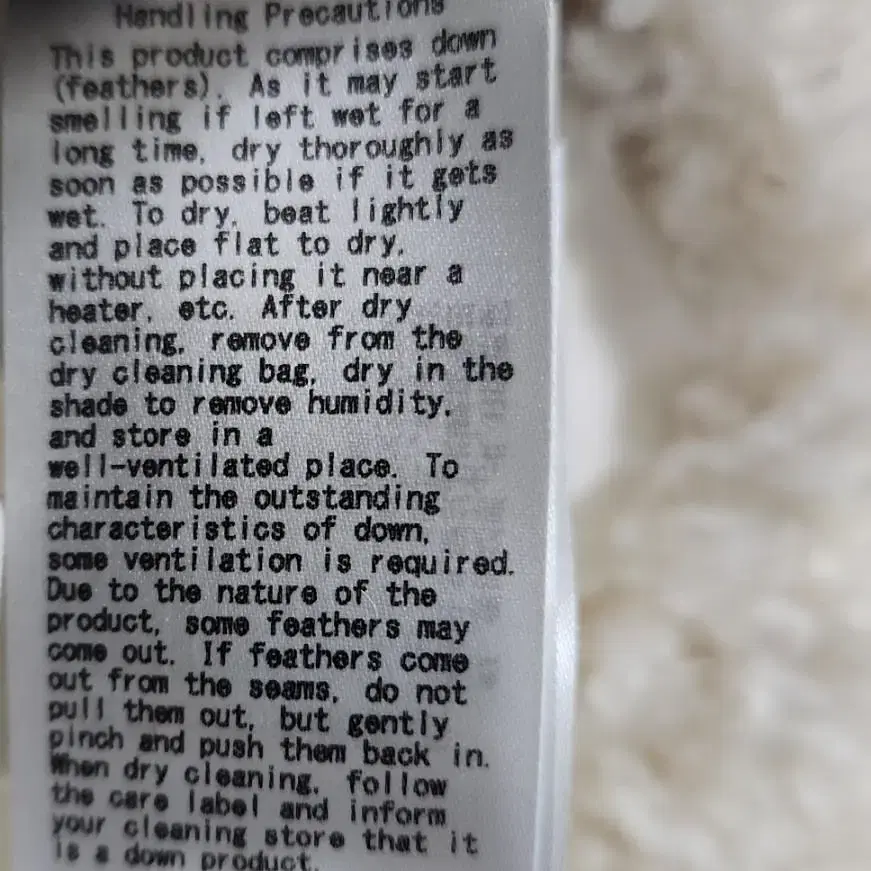 Handling Precautions
This product comprises down
(feathers). As it may start
smelling if left wet for a
long time, dry thoroughly as
soon as possible if it gets
wet. To dry, beat lightly
and place flat to dry,
without placing it near a
heater, etc. After dry
cleaning, remove from the
dry cleaning bag, dry in the
shade to remove humidity,
and store in a
well-ventilated place. To
maintain the outstanding
characteristics of down,
some ventilation is required.
Due to the nature of the
product, some feathers may
come out. If feathers come
out from the seams, do not
pull them out, but gently
pinch and push them back in.
When dry cleaning, follow
the care label and inform
your cleaning store that it
is a down product.